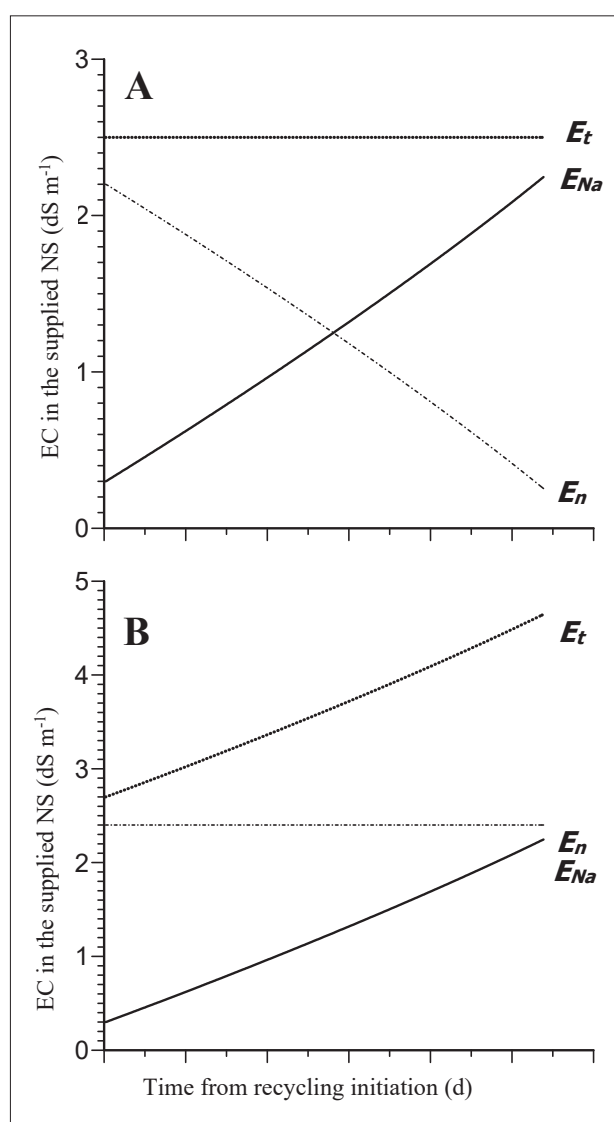 A
3
2
1
0
EC in the supplied NS (dS m⁻¹)
E_t
E_Na
E_n
B
5
4
3
2
1
0
EC in the supplied NS (dS m⁻¹)
E_t
E_n
E_Na
Time from recycling initiation (d)